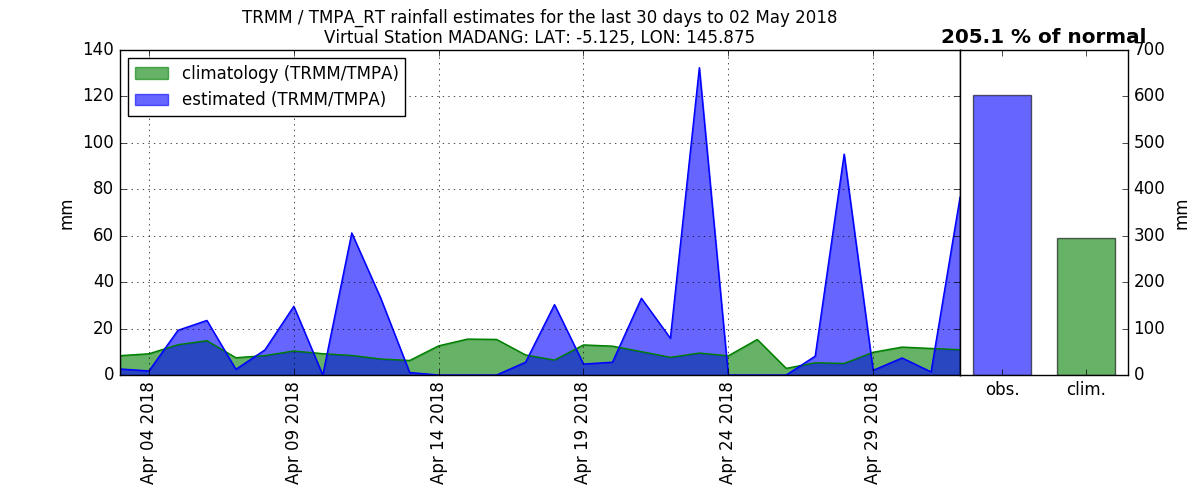 TRMM / TMPA_RT rainfall estimates for the last 30 days to 02 May 2018
Virtual Station MADANG: LAT: -5.125, LON: 145.875
205.1 % of normal
climatology (TRMM/TMPA)
estimated (TRMM/TMPA)
140
120
100
80
60
40
20
0
mm
Apr 04 2018
Apr 09 2018
Apr 14 2018
Apr 19 2018
Apr 24 2018
Apr 29 2018
700
600
500
400
300
200
100
0
mm
obs.
clim.